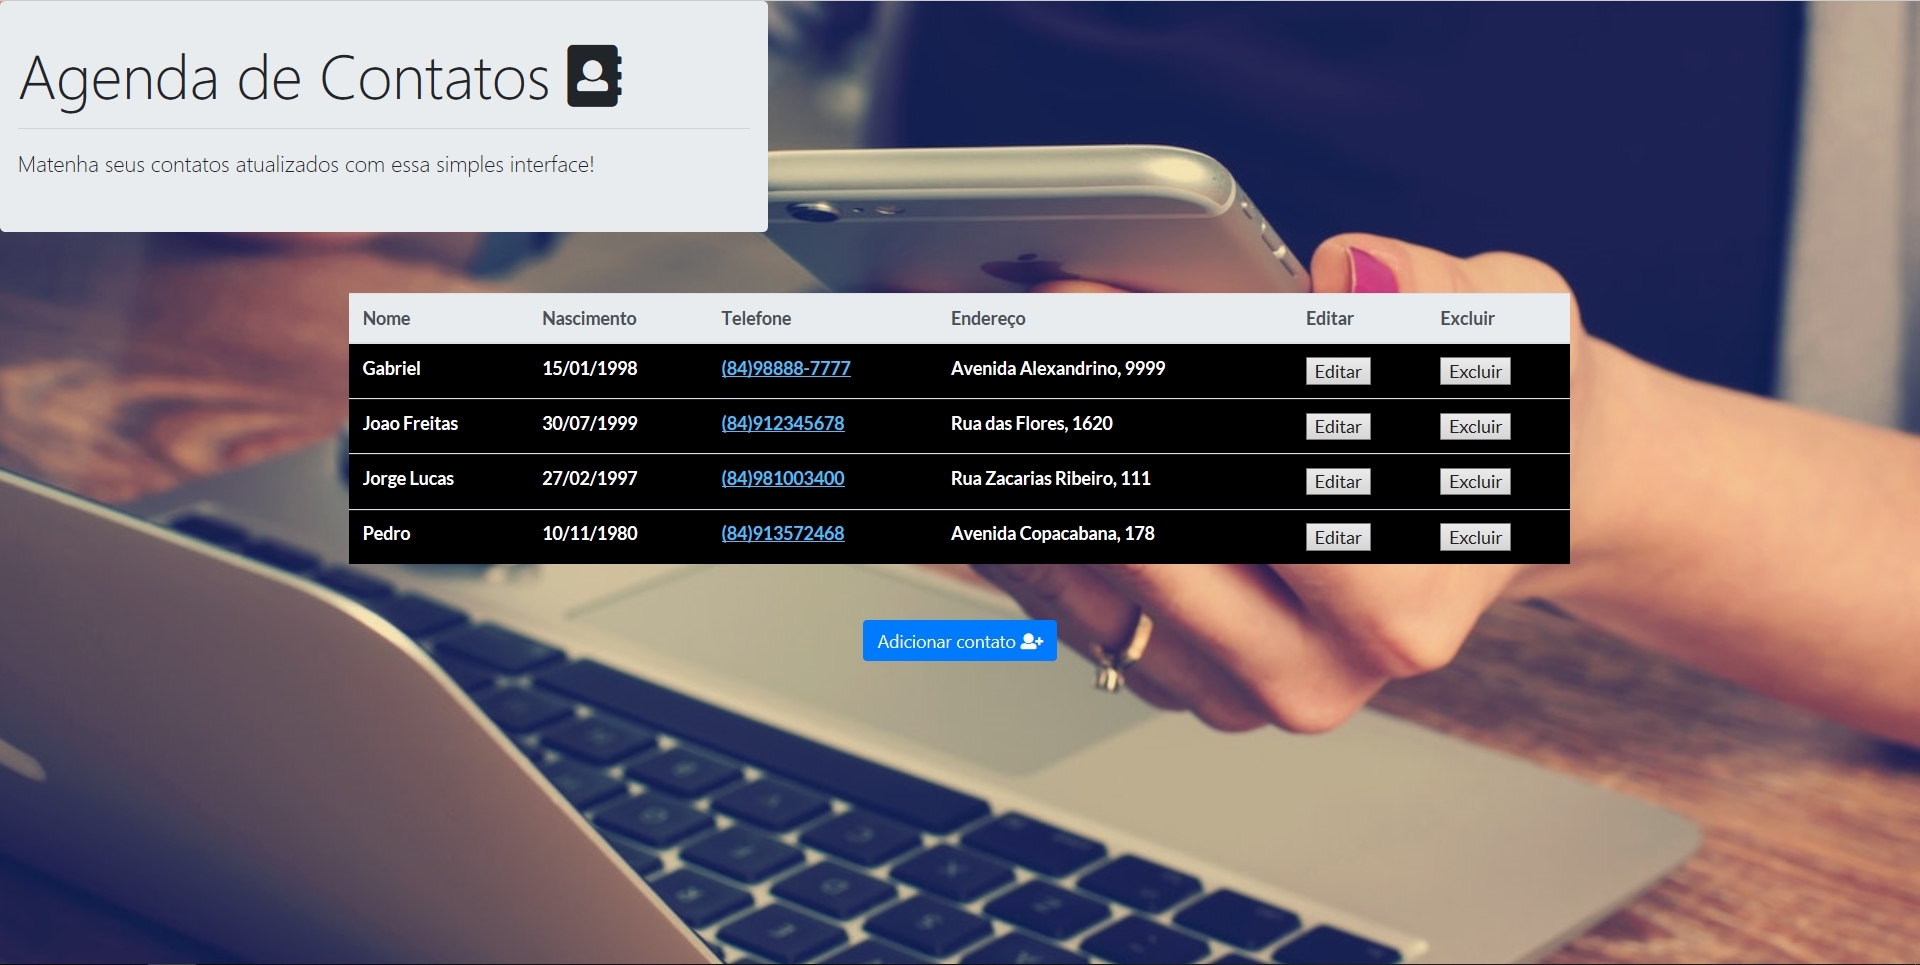 Agenda de Contatos
Matenha seus contatos atualizados com essa simples interface!
Nome Nascimento Telefone Endereço Editar Excluir
Gabriel 15/01/1998 (84)98888-7777 Avenida Alexandrino, 9999 Editar Excluir
Joao Freitas 30/07/1999 (84)912345678 Rua das Flores, 1620 Editar Excluir
Jorge Lucas 27/02/1997 (84)981003400 Rua Zacarias Ribeiro, 111 Editar Excluir
Pedro 10/11/1980 (84)913572468 Avenida Copacabana, 178 Editar Excluir
Adicionar contato